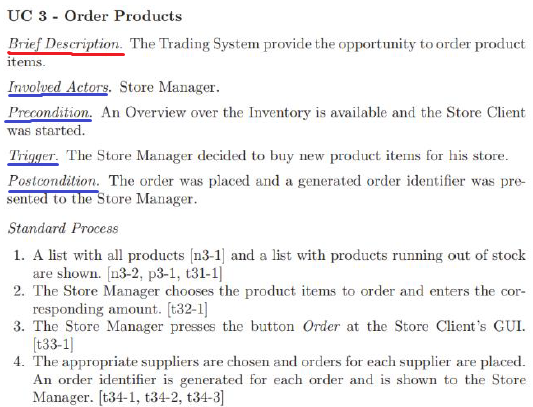 UC 3 - Order Products
Brief Description. The Trading System provide the opportunity to order product
items.
Involved Actors. Store Manager.
Precondition. An Overview over the Inventory is available and the Store Client
was started.
Trigger. The Store Manager decided to buy new product items for his store.
Postcondition. The order was placed and a generated order identifier was pre-
sented to the Store Manager.
Standard Process
1. A list with all products [n3-1] and a list with products running out of stock
are shown. [n3-2, p3-1, t31-1]
2. The Store Manager chooses the product items to order and enters the cor-
responding amount. [t32-1]
3. The Store Manager presses the button Order at the Store Client's GUI.
[t33-1]
4. The appropriate suppliers are chosen and orders for each supplier are placed.
An order identifier is generated for each order and is shown to the Store
Manager. [t34-1, t34-2, t34-3]